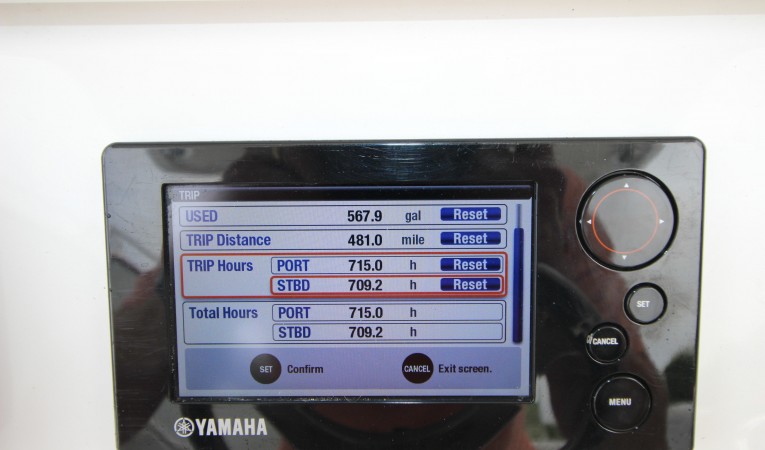 TRIP
USED 567.9 gal Reset
TRIP Distance 481.0 mile Reset
TRIP Hours PORT 715.0 h Reset
STBD 709.2 h Reset
Total Hours PORT 715.0 h
STBD 709.2 h
SET Confirm CANCEL Exit screen.
YAMAHA
SET
CANCEL
MENU